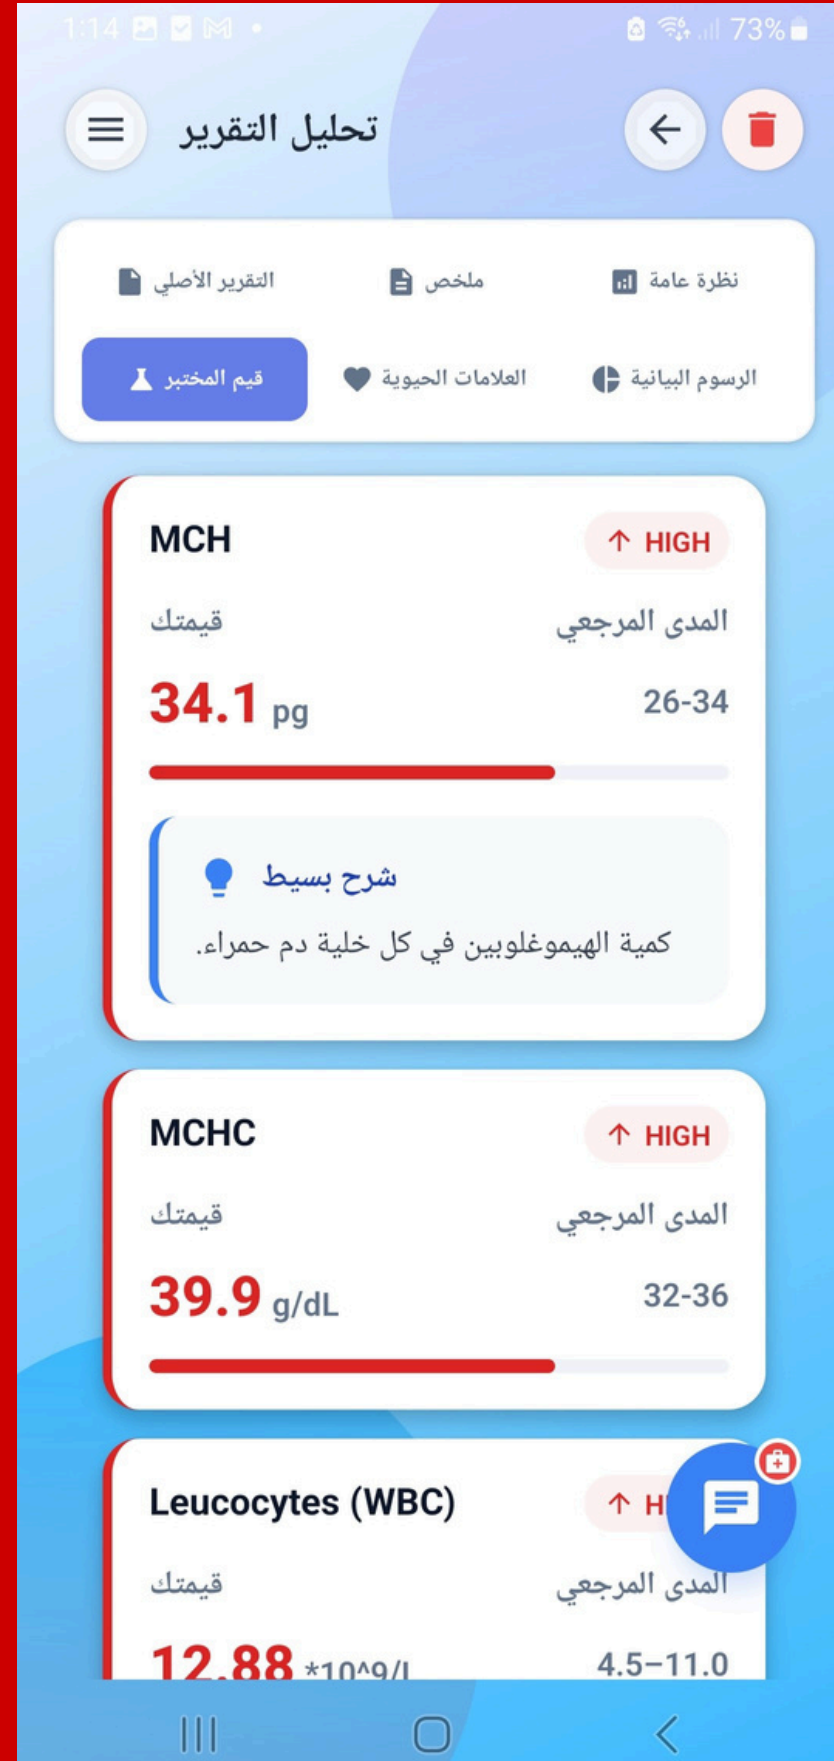 1:14
73%
تحليل التقرير
نظرة عامة
ملخص
التقرير الأصلي
الرسوم البيانية
العلامات الحيوية
قيم المختبر
MCH
↑ HIGH
قيمتك
المدى المرجعي
34.1 pg
26-34
شرح بسيط
كمية الهيموغلوبين في كل خلية دم حمراء.
MCHC
↑ HIGH
قيمتك
المدى المرجعي
39.9 g/dL
32-36
Leucocytes (WBC)
قيمتك
المدى المرجعي
12.88 *10^9/L
4.5–11.0